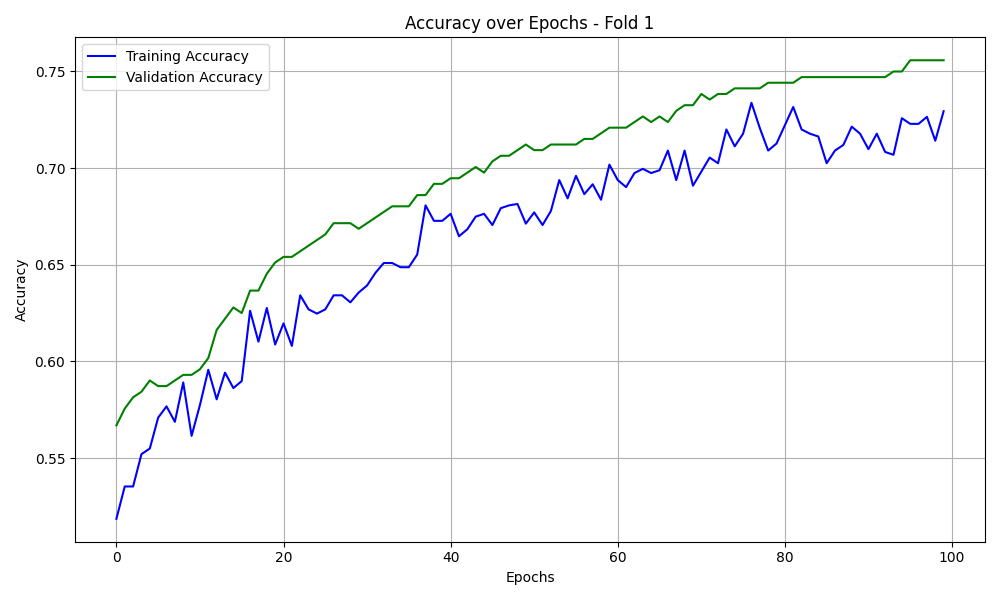 Accuracy over Epochs - Fold 1
Training Accuracy
Validation Accuracy
Accuracy
0.75
0.70
0.65
0.60
0.55
0 20 40 60 80 100
Epochs